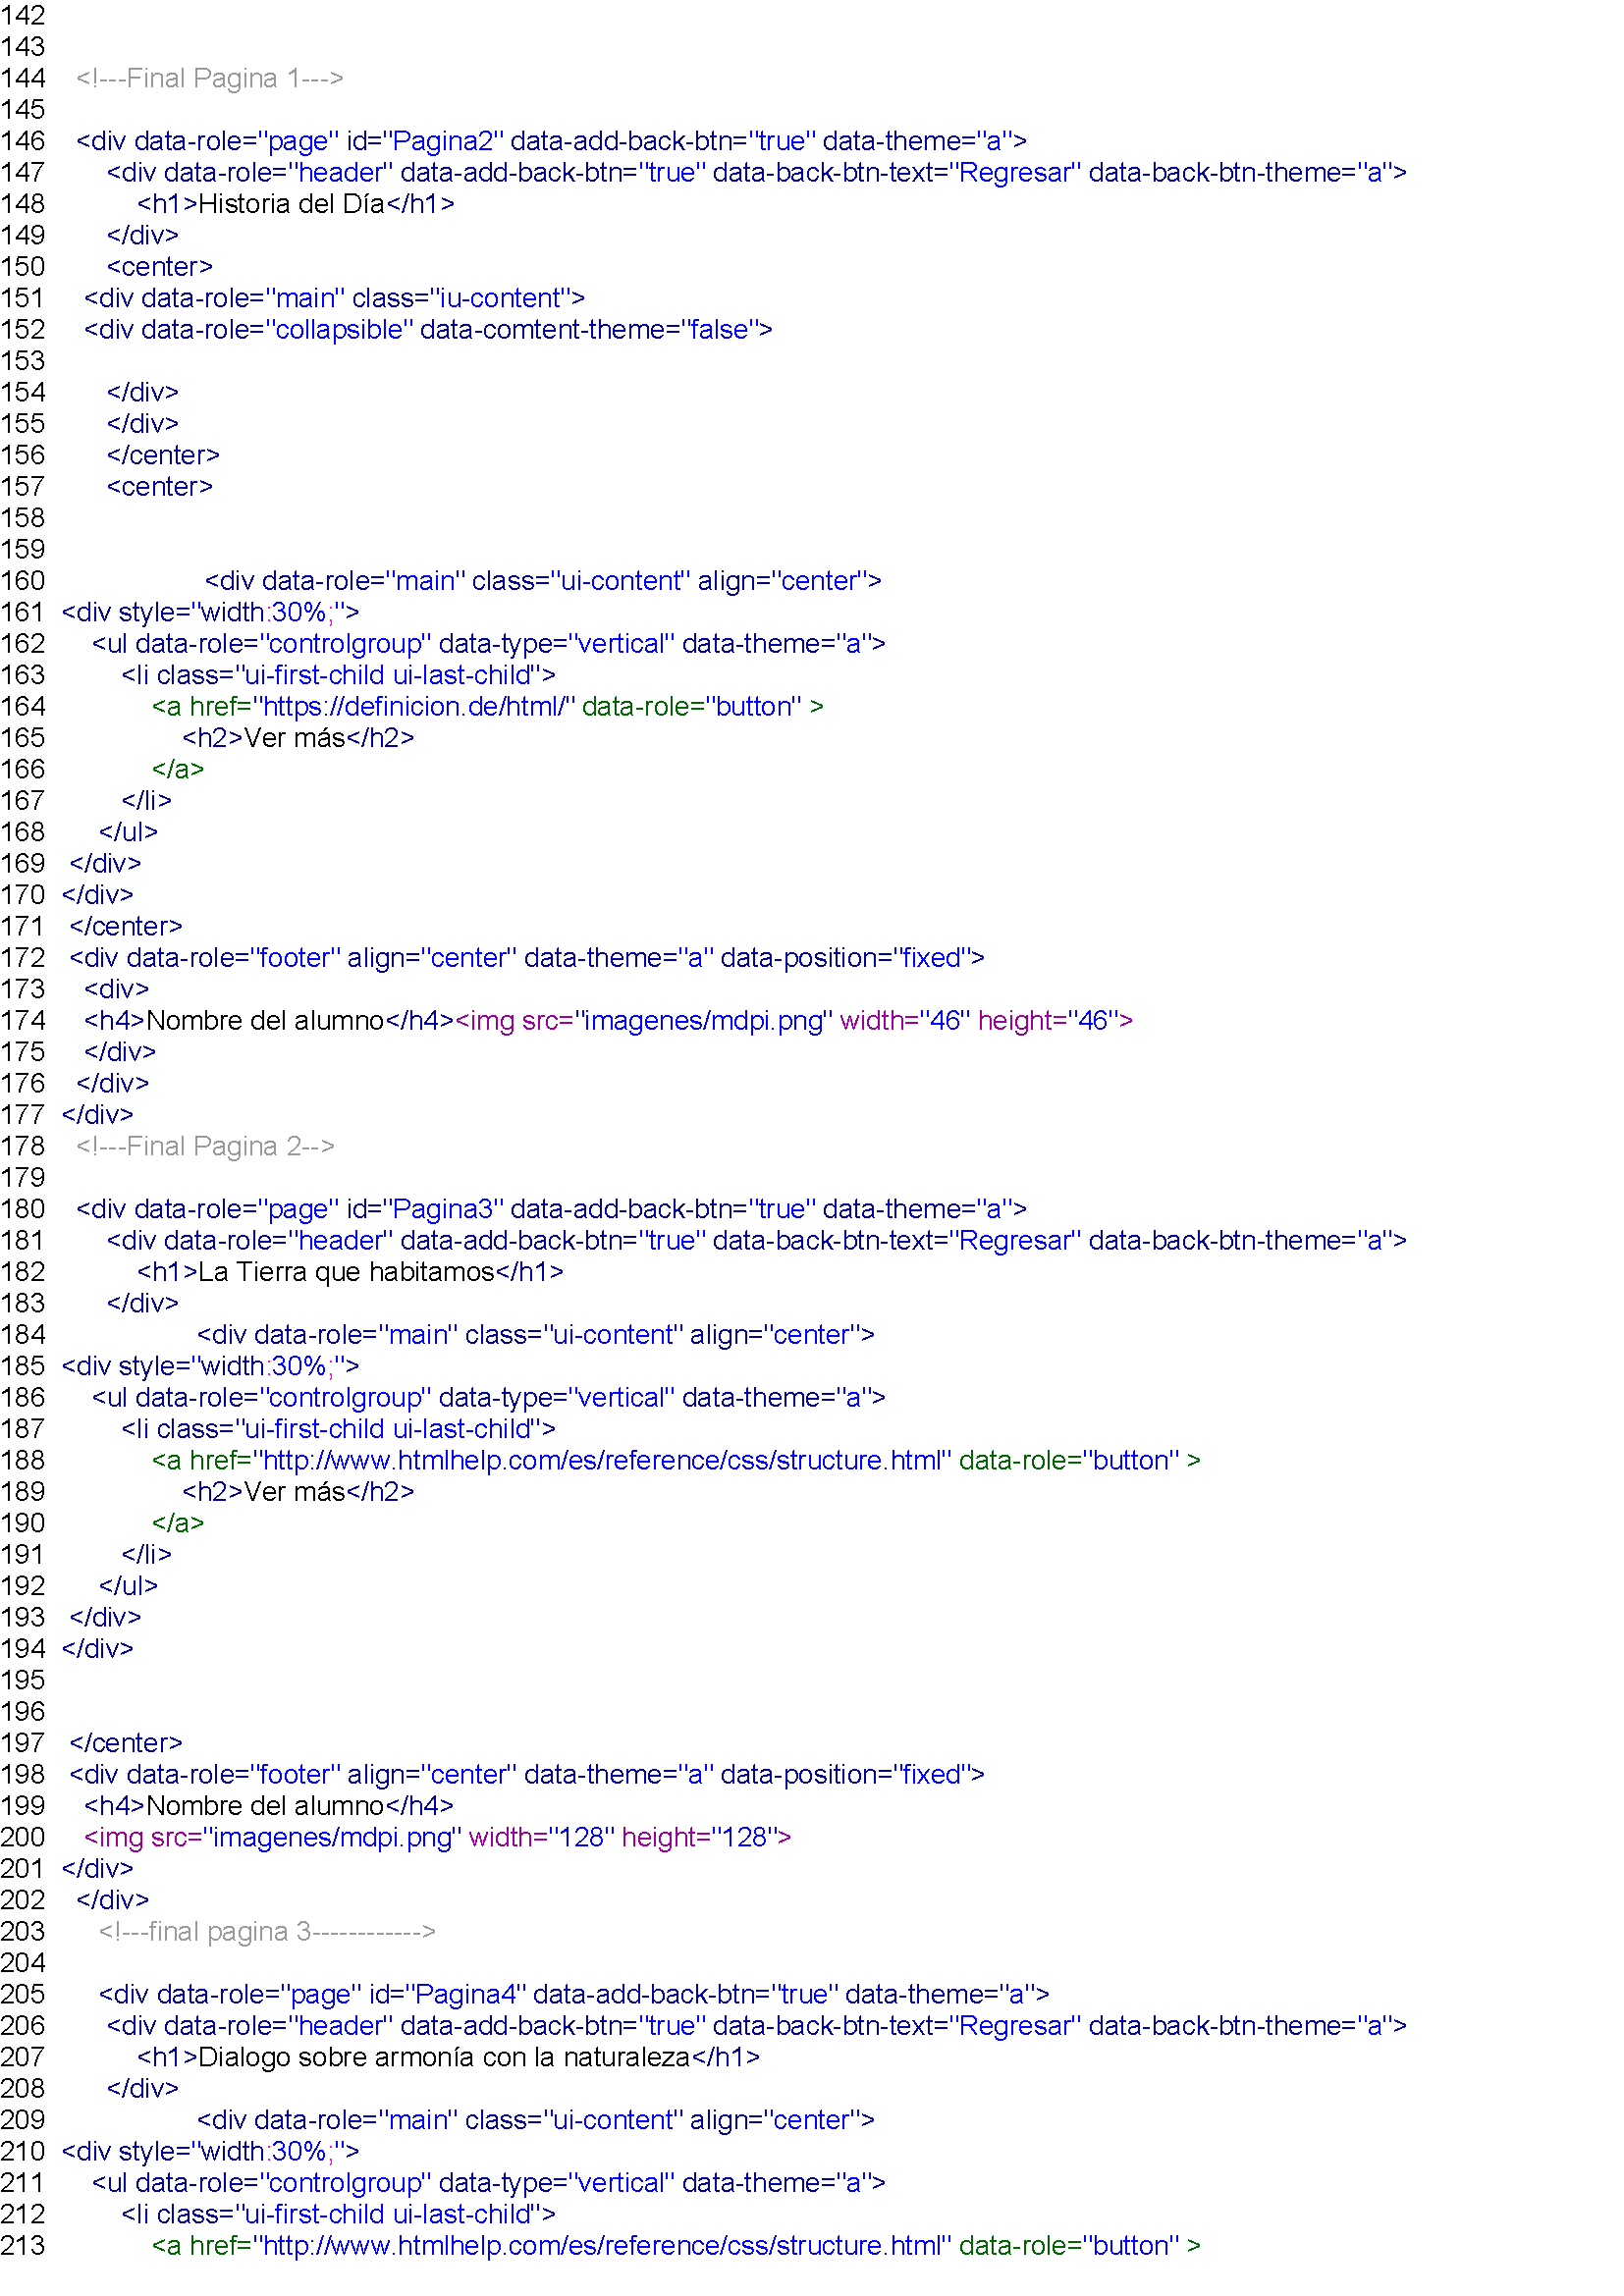 142
143
144    <!---Final Pagina 1--->
145
146    <div data-role="page" id="Pagina2" data-add-back-btn="true" data-theme="a">
147        <div data-role="header" data-add-back-btn="true" data-back-btn-text="Regresar" data-back-btn-theme="a">
148            <h1>Historia del Día</h1>
149        </div>
150        <center>
151     <div data-role="main" class="iu-content">
152     <div data-role="collapsible" data-comtent-theme="false">
153
154        </div>
155        </div>
156        </center>
157        <center>
158
159
160                     <div data-role="main" class="ui-content" align="center">
161  <div style="width:30%;">
162      <ul data-role="controlgroup" data-type="vertical" data-theme="a">
163          <li class="ui-first-child ui-last-child">
164              <a href="https://definicion.de/html/" data-role="button" >
165                  <h2>Ver más</h2>
166              </a>
167          </li>
168       </ul>
169   </div>
170  </div>
171   </center>
172   <div data-role="footer" align="center" data-theme="a" data-position="fixed">
173     <div>
174     <h4>Nombre del alumno</h4><img src="imagenes/mdpi.png" width="46" height="46">
175     </div>
176    </div>
177  </div>
178    <!---Final Pagina 2-->
179
180    <div data-role="page" id="Pagina3" data-add-back-btn="true" data-theme="a">
181        <div data-role="header" data-add-back-btn="true" data-back-btn-text="Regresar" data-back-btn-theme="a">
182            <h1>La Tierra que habitamos</h1>
183        </div>
184                    <div data-role="main" class="ui-content" align="center">
185  <div style="width:30%;">
186      <ul data-role="controlgroup" data-type="vertical" data-theme="a">
187          <li class="ui-first-child ui-last-child">
188              <a href="http://www.htmlhelp.com/es/reference/css/structure.html" data-role="button" >
189                  <h2>Ver más</h2>
190              </a>
191          </li>
192       </ul>
193   </div>
194  </div>
195
196
197   </center>
198   <div data-role="footer" align="center" data-theme="a" data-position="fixed">
199     <h4>Nombre del alumno</h4>
200     <img src="imagenes/mdpi.png" width="128" height="128">
201  </div>
202    </div>
203       <!---final pagina 3------------>
204
205       <div data-role="page" id="Pagina4" data-add-back-btn="true" data-theme="a">
206        <div data-role="header" data-add-back-btn="true" data-back-btn-text="Regresar" data-back-btn-theme="a">
207            <h1>Dialogo sobre armonía con la naturaleza</h1>
208        </div>
209                    <div data-role="main" class="ui-content" align="center">
210  <div style="width:30%;">
211      <ul data-role="controlgroup" data-type="vertical" data-theme="a">
212          <li class="ui-first-child ui-last-child">
213              <a href="http://www.htmlhelp.com/es/reference/css/structure.html" data-role="button" >